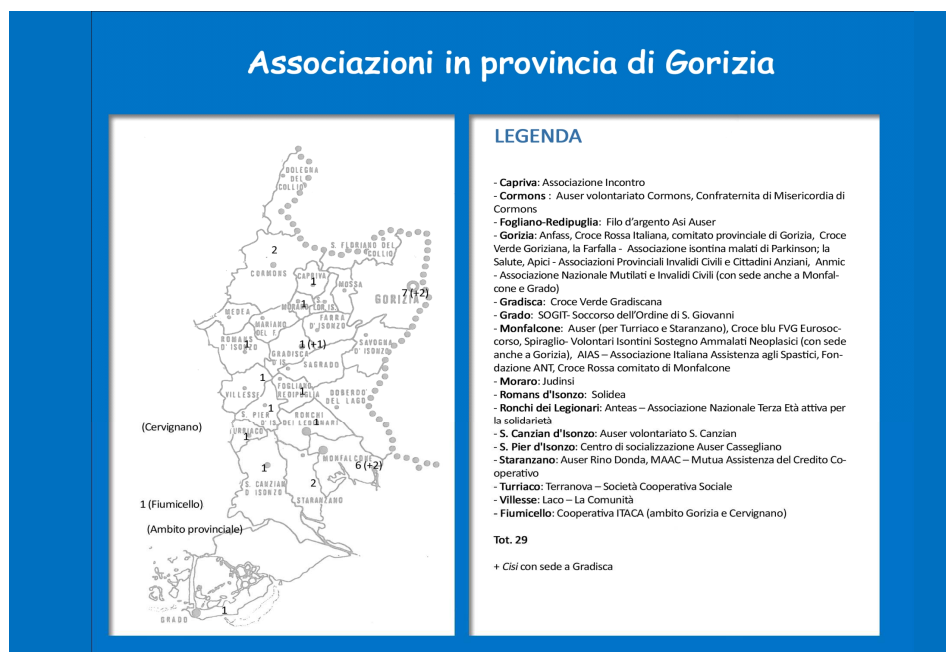 Associazioni in provincia di Gorizia
DOLEGNA
DEL
COLLIO
S. FLORIANO DEL
COLLIO
2
CORMONS
CAPRIVA
1
MOSSA
GORIZIA
7 (+2)
1
MEDEA
MARIANO
DEL F.
FARRA
D'ISONZO
ROMANS
D'ISONZO
1
1 (+1)
GRADISCA
D'IS.
SAVOGNA
D'ISONZO
SAGRADO
1
VILLESSE
FOGLIANO
REDIPUGLIA
1
DOBERDO
DEL LAGO
1
S. PIER
D'IS.
RONCHI
DEI LEGIONARI
1
(Cervignano)
TURRIACO
1
MONFALCONE
6 (+2)
1
S. CANZIAN
D'ISONZO
2
STARANZANO
1 (Fiumicello)
(Ambito provinciale)
1
GRADO
LEGENDA
- Capriva: Associazione Incontro
- Cormons : Auser volontariato Cormons, Confraternita di Misericordia di
Cormons
- Fogliano-Redipuglia: Filo d'argento Asi Auser
- Gorizia: Anfass, Croce Rossa Italiana, comitato provinciale di Gorizia, Croce
Verde Goriziana, la Farfalla - Associazione isontina malati di Parkinson; la
Salute, Apici - Associazioni Provinciali Invalidi Civili e Cittadini Anziani, Anmic
- Associazione Nazionale Mutilati e Invalidi Civili (con sede anche a Monfal-
cone e Grado)
- Gradisca: Croce Verde Gradiscana
- Grado: SOGIT- Soccorso dell'Ordine di S. Giovanni
- Monfalcone: Auser (per Turriaco e Staranzano), Croce blu FVG Eurosoc-
corso, Spiraglio- Volontari Isontini Sostegno Ammalati Neoplasici (con sede
anche a Gorizia), AIAS – Associazione Italiana Assistenza agli Spastici, Fon-
dazione ANT, Croce Rossa comitato di Monfalcone
- Moraro: Judinsi
- Romans d'Isonzo: Solidea
- Ronchi dei Legionari: Anteas – Associazione Nazionale Terza Età attiva per
la solidarietà
- S. Canzian d'Isonzo: Auser volontariato S. Canzian
- S. Pier d'Isonzo: Centro di socializzazione Auser Cassegliano
- Staranzano: Auser Rino Donda, MAAC – Mutua Assistenza del Credito Co-
operativo
- Turriaco: Terranova – Società Cooperativa Sociale
- Villesse: Laco – La Comunità
- Fiumicello: Cooperativa ITACA (ambito Gorizia e Cervignano)
Tot. 29
+ Cisi con sede a Gradisca